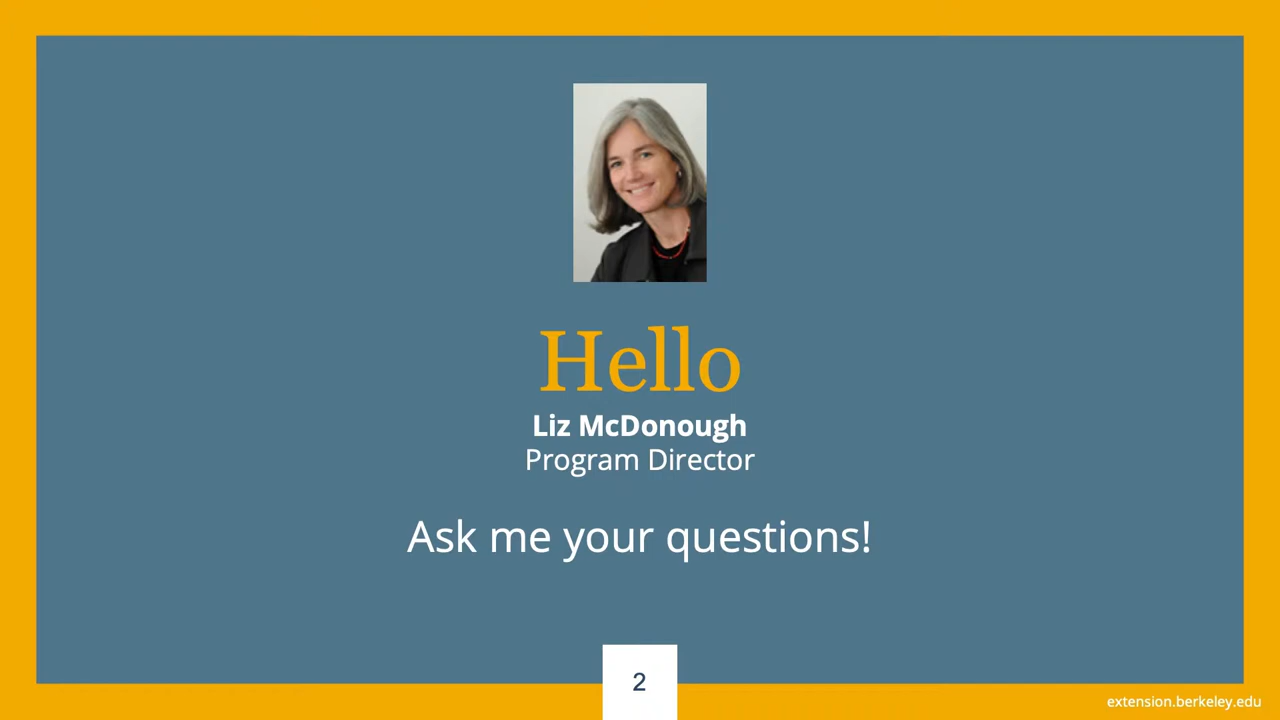 Hello
Liz McDonough
Program Director
Ask me your questions!
2
extension.berkeley.edu